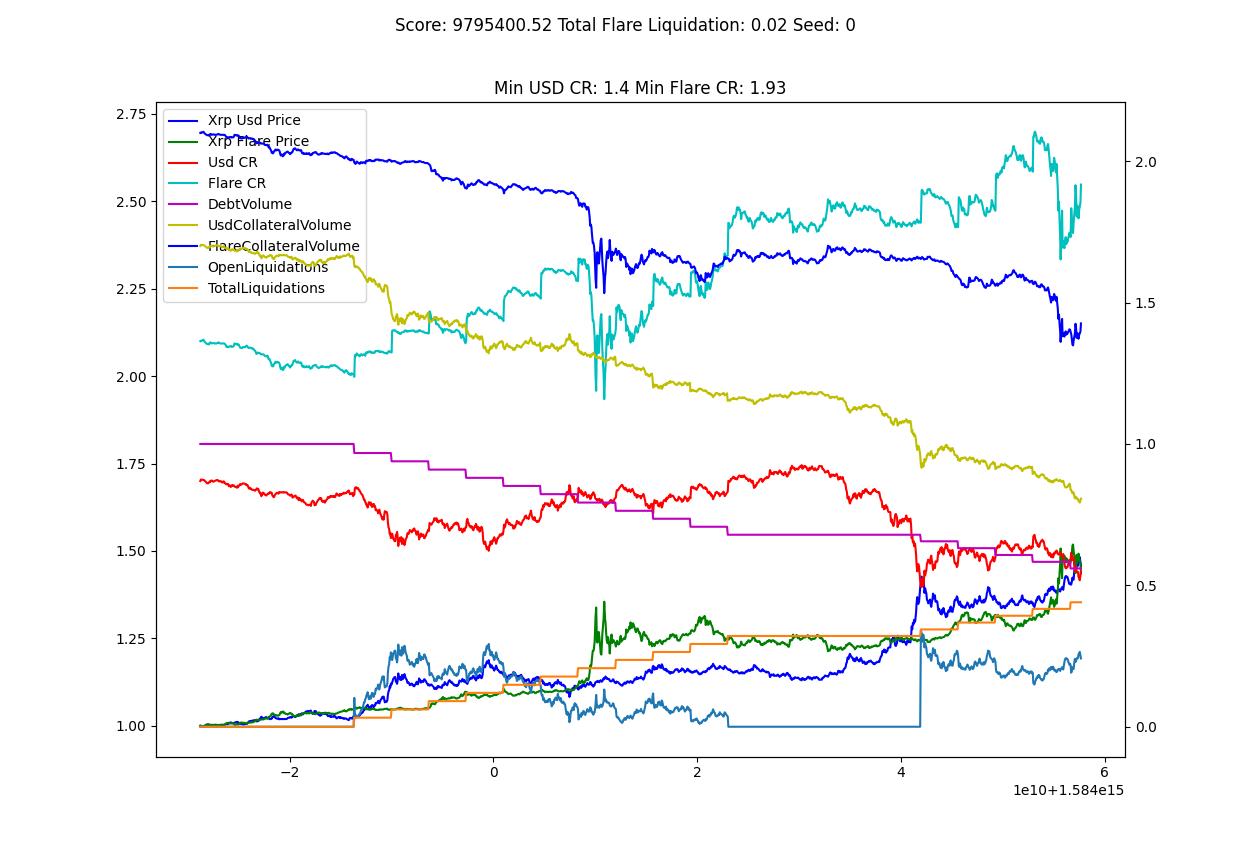 Score: 9795400.52 Total Flare Liquidation: 0.02 Seed: 0
Min USD CR: 1.4 Min Flare CR: 1.93
Xrp Usd Price
Xrp Flare Price
Usd CR
Flare CR
DebtVolume
UsdCollateralVolume
FlareCollateralVolume
OpenLiquidations
TotalLiquidations
2.75
2.50
2.25
2.00
1.75
1.50
1.25
1.00
2.0
1.5
1.0
0.5
0.0
−2 0 2 4 6
1e10+1.584e15